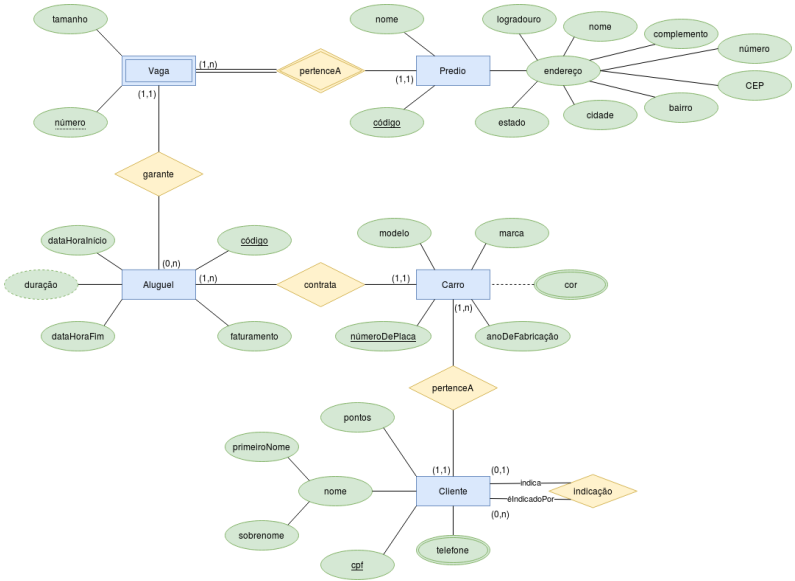 tamanho
nome
logradouro
nome
complemento
número
Vaga
(1,n)
pertenceA
(1,1)
Predio
endereço
CEP
(1,1)
número
código
estado
cidade
bairro
garante
dataHoraInício
código
modelo
marca
(0,n)
duração
Aluguel
(1,n)
contrata
(1,1)
Carro
cor
(1,n)
dataHoraFim
faturamento
númeroDePlaca
anoDeFabricação
pertenceA
pontos
primeiroNome
(1,1)
(0,1)
nome
Cliente
indica
éIndicadoPor
indicação
(0,n)
sobrenome
telefone
cpf